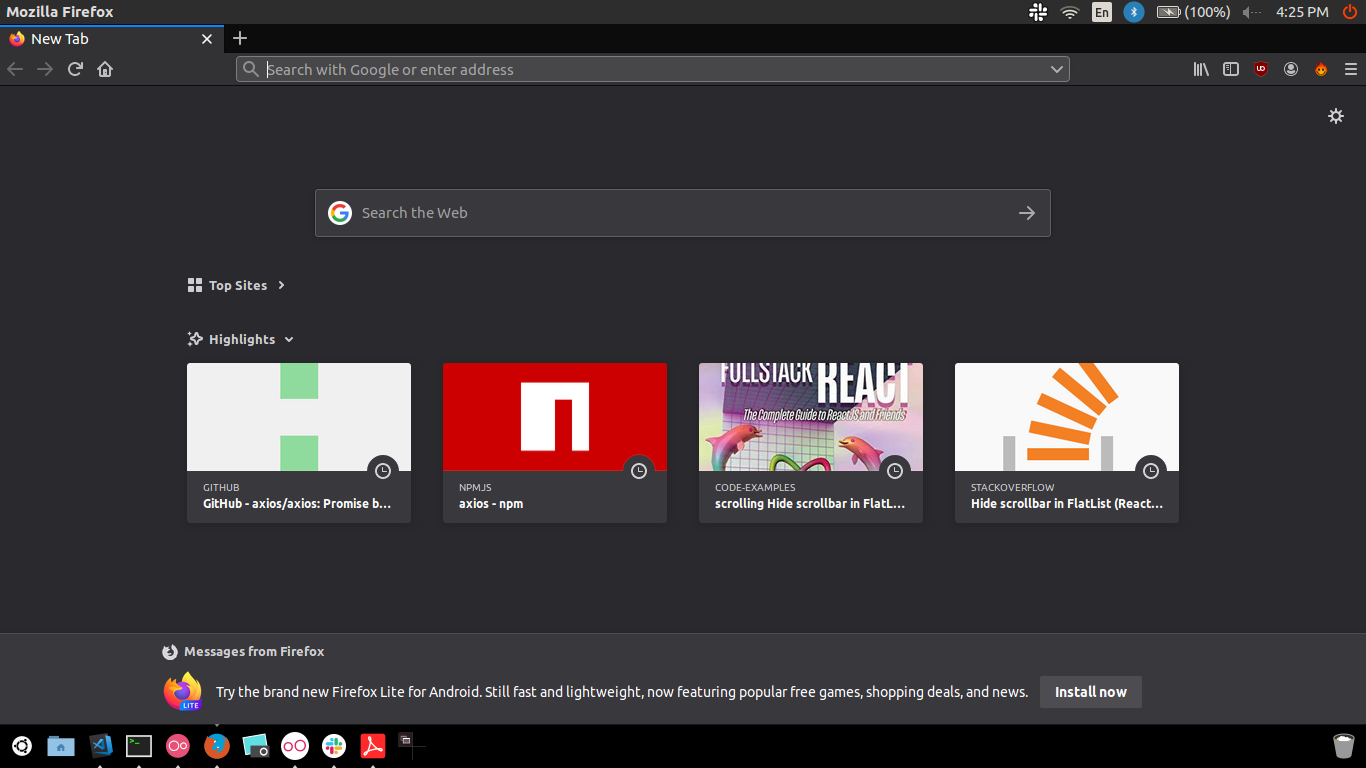 Mozilla Firefox
En
(100%)
4:25 PM
New Tab
Search with Google or enter address
Search the Web
Top Sites
Highlights
FULLSTACK REACT
The Complete Guide to ReactJS and Friends
GITHUB
GitHub - axios/axios: Promise b...
NPMJS
axios - npm
CODE-EXAMPLES
scrolling Hide scrollbar in FlatL...
STACKOVERFLOW
Hide scrollbar in FlatList (React...
Messages from Firefox
LITE
Try the brand new Firefox Lite for Android. Still fast and lightweight, now featuring popular free games, shopping deals, and news.
Install now